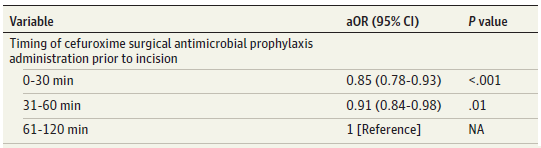 Variable aOR (95% CI) P value
Timing of cefuroxime surgical antimicrobial prophylaxis
administration prior to incision
0-30 min 0.85 (0.78-0.93) <.001
31-60 min 0.91 (0.84-0.98) .01
61-120 min 1 [Reference] NA